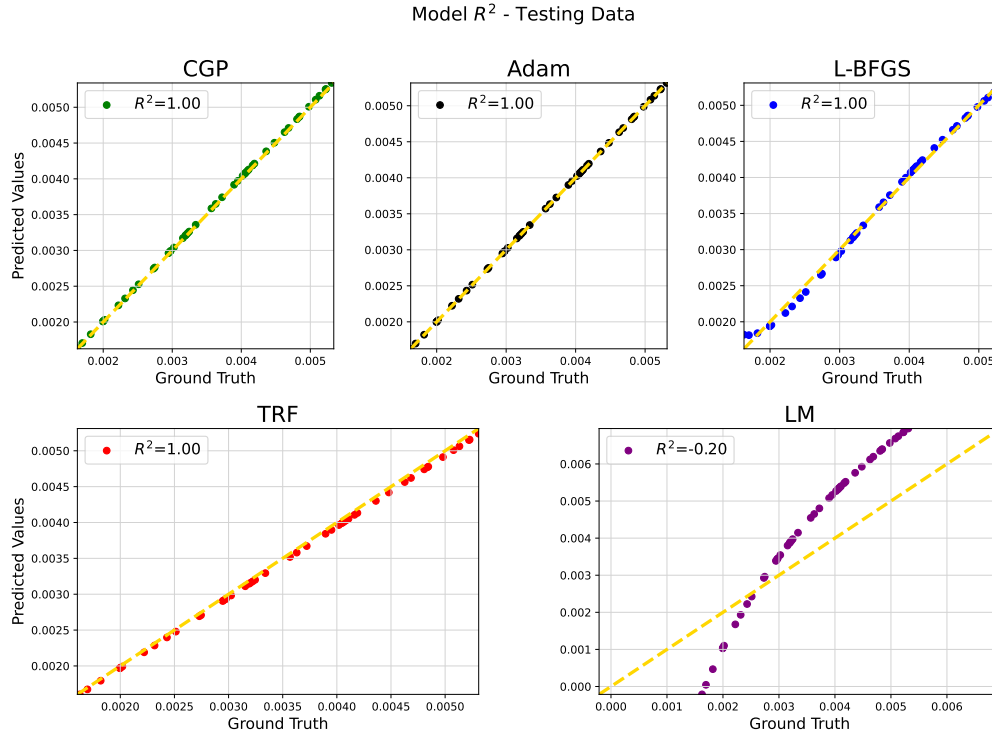 Model R² - Testing Data
CGP
R²=1.00
Predicted Values
0.0050
0.0045
0.0040
0.0035
0.0030
0.0025
0.0020
0.002 0.003 0.004 0.005
Ground Truth
Adam
R²=1.00
0.0050
0.0045
0.0040
0.0035
0.0030
0.0025
0.0020
0.002 0.003 0.004 0.005
Ground Truth
L-BFGS
R²=1.00
0.0050
0.0045
0.0040
0.0035
0.0030
0.0025
0.0020
0.002 0.003 0.004 0.005
Ground Truth
TRF
R²=1.00
Predicted Values
0.0050
0.0045
0.0040
0.0035
0.0030
0.0025
0.0020
0.0020 0.0025 0.0030 0.0035 0.0040 0.0045 0.0050
Ground Truth
LM
R²=-0.20
0.006
0.005
0.004
0.003
0.002
0.001
0.000
0.000 0.001 0.002 0.003 0.004 0.005 0.006
Ground Truth